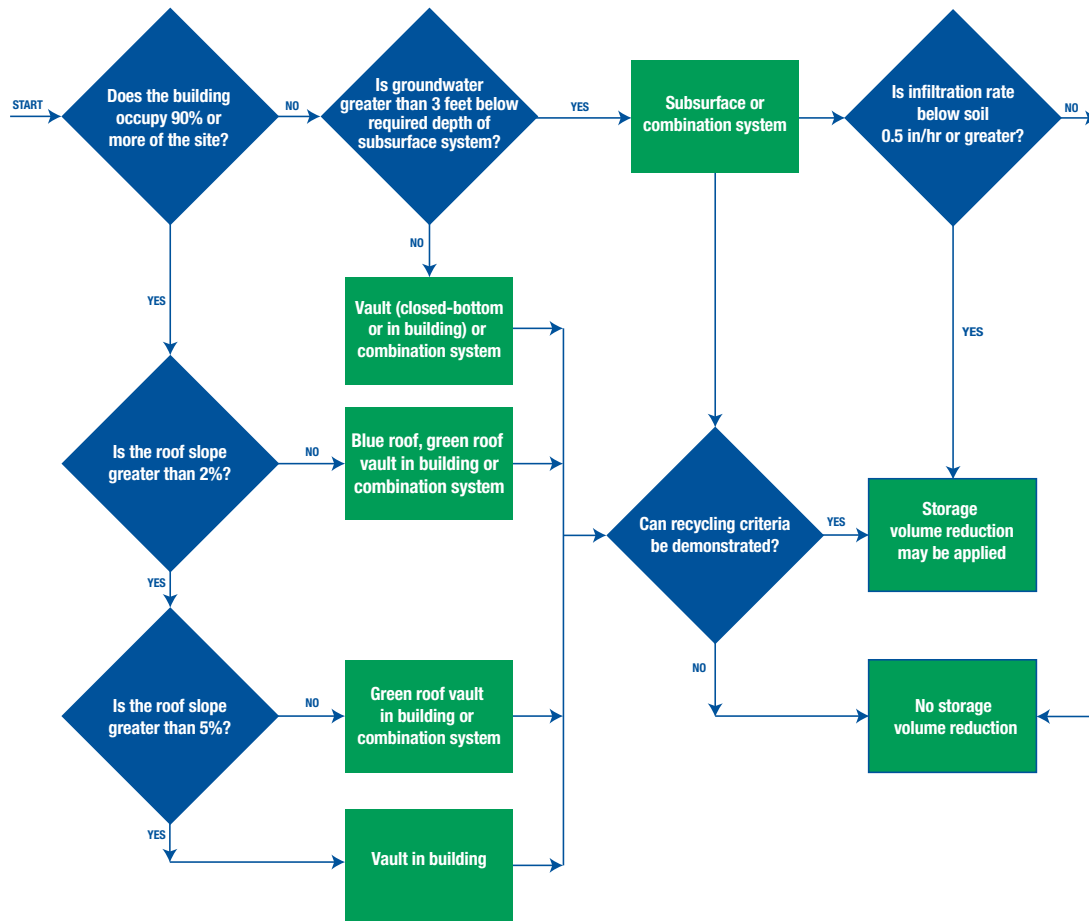 START
Does the building
occupy 90% or
more of the site?
NO
Is groundwater
greater than 3 feet below
required depth of
subsurface system?
YES
Subsurface or
combination system
Is infiltration rate
below soil
0.5 in/hr or greater?
NO
NO
YES
Vault (closed-bottom
or in building) or
combination system
YES
Is the roof slope
greater than 2%?
NO
Blue roof, green roof
vault in building or
combination system
Can recycling criteria
be demonstrated?
YES
Storage
volume reduction
may be applied
YES
Is the roof slope
greater than 5%?
NO
Green roof vault
in building or
combination system
NO
No storage
volume reduction
YES
Vault in building